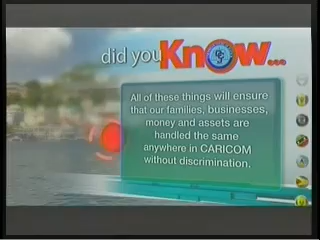 did you Know...
All of these things will ensure
that our families, businesses,
money and assets are
handled the same
anywhere in CARICOM
without discrimination.